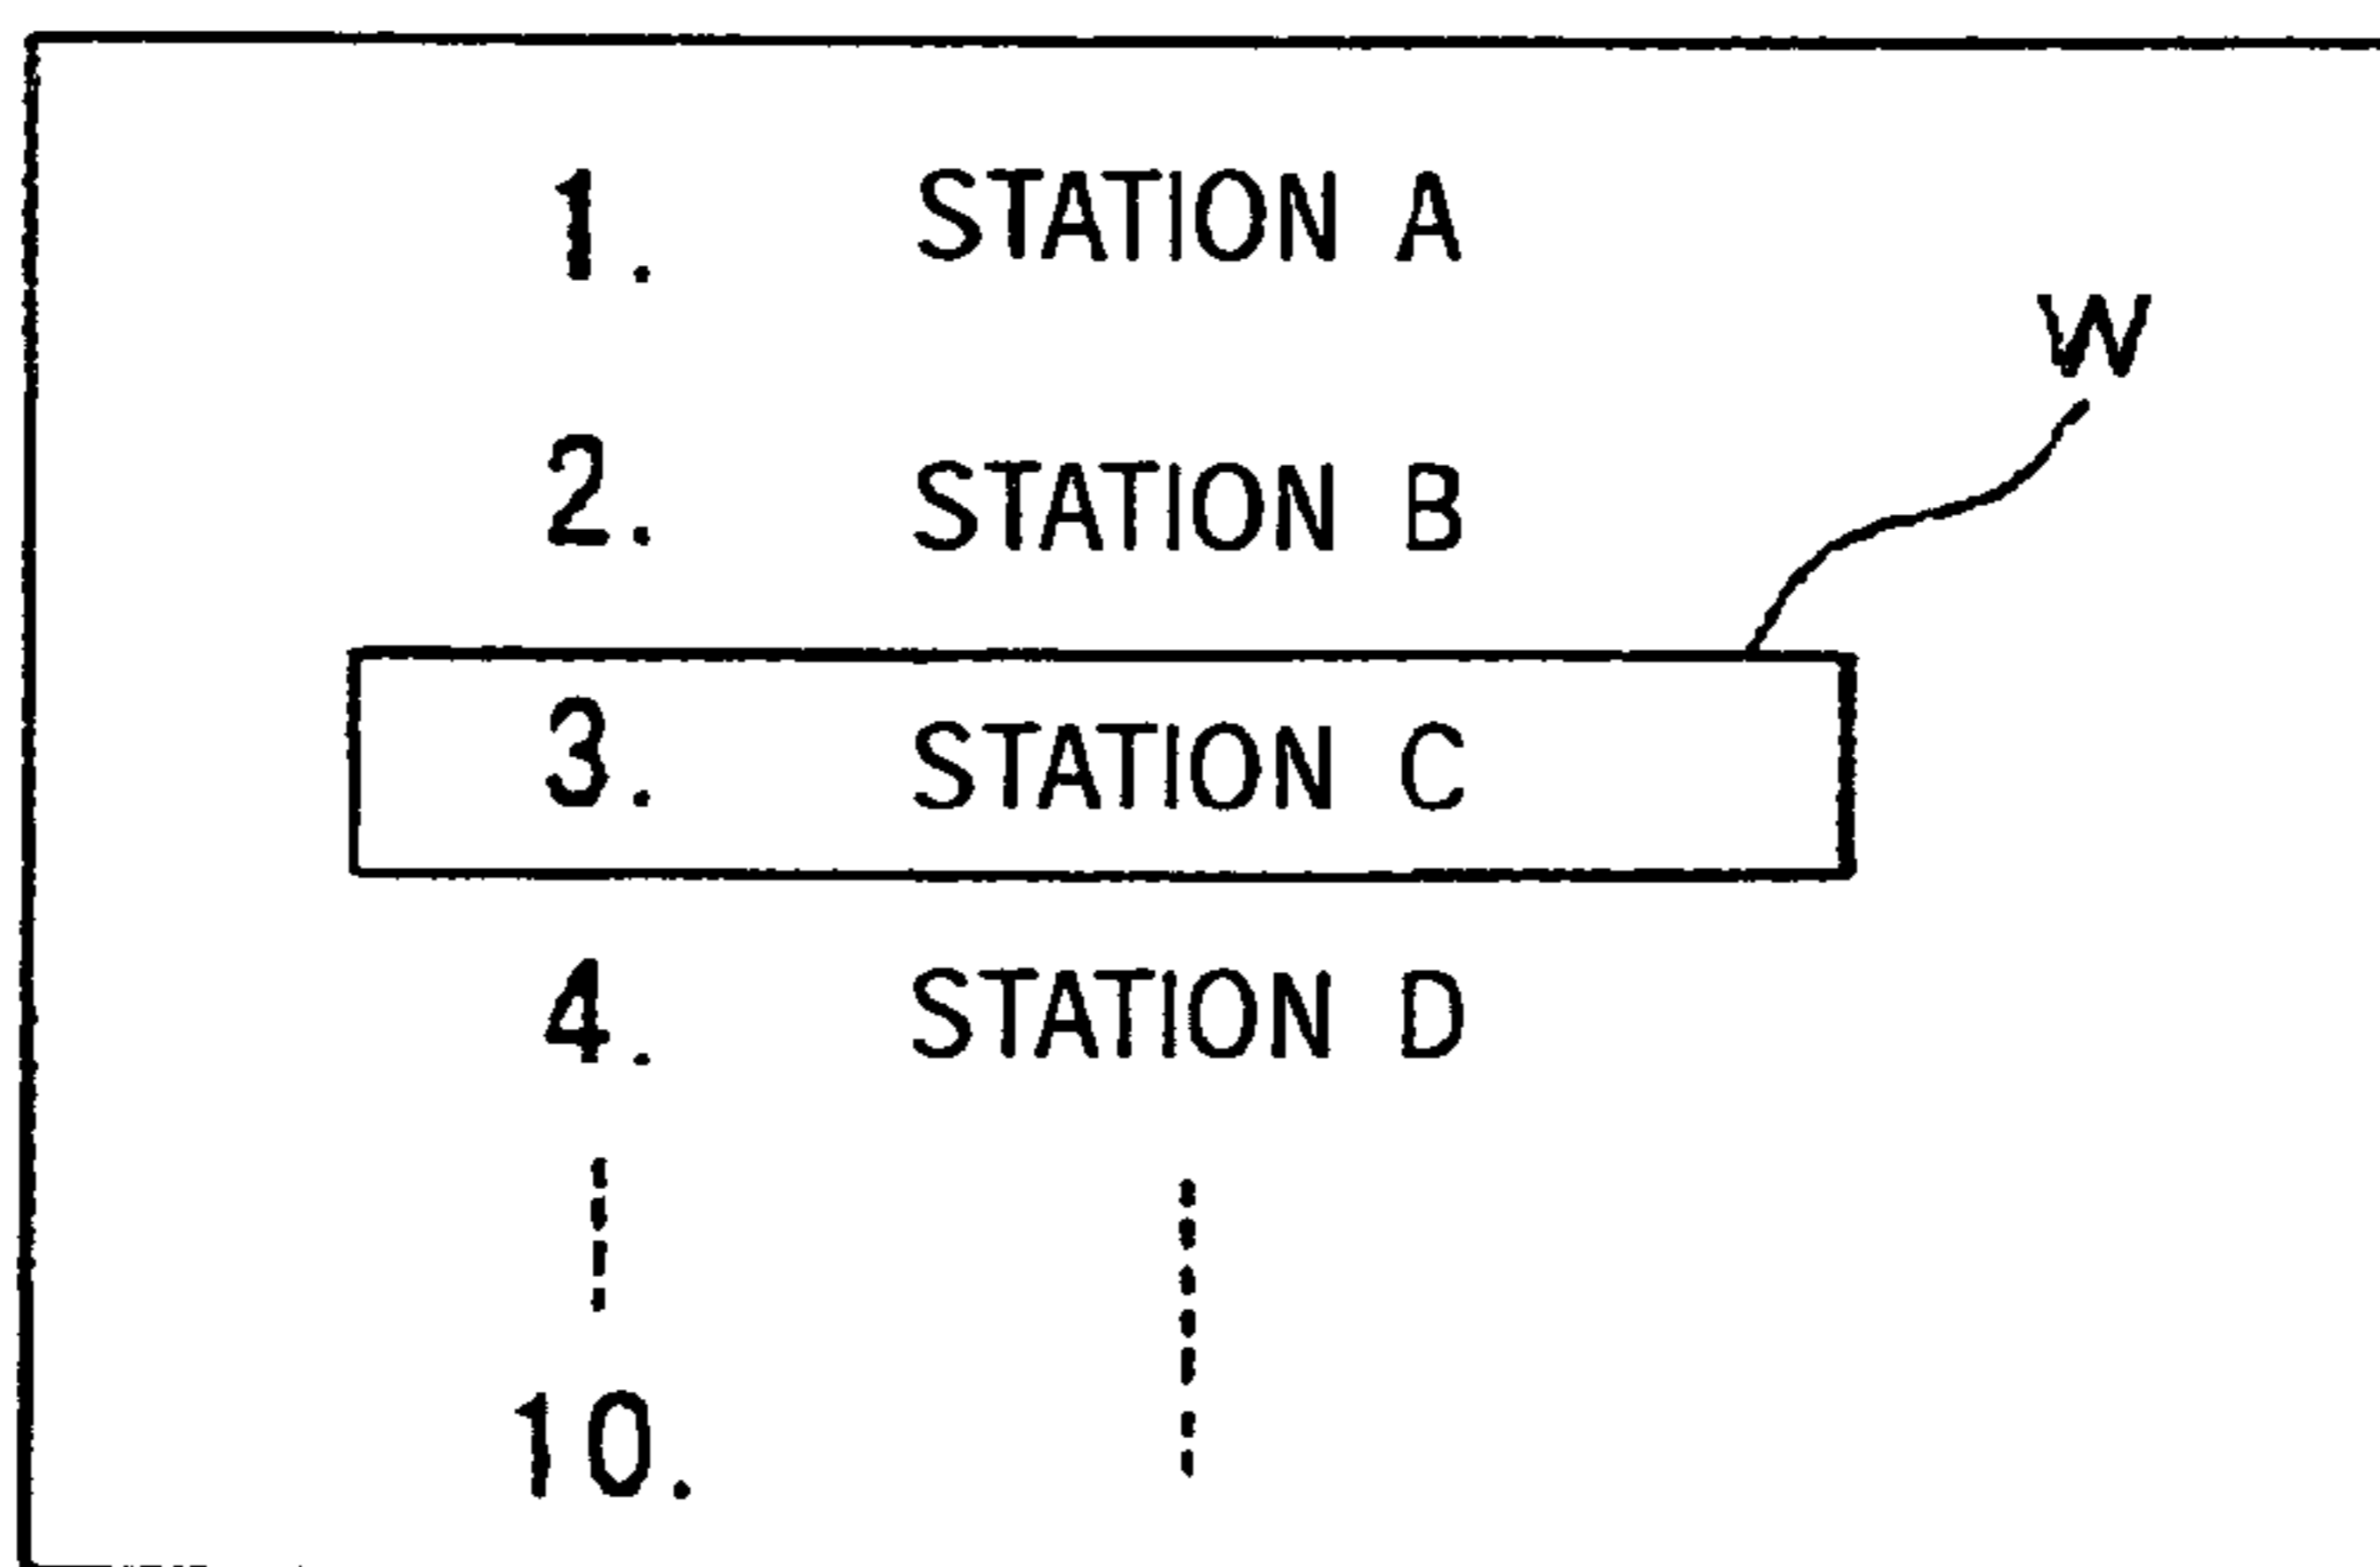 1. STATION A
W
2. STATION B
3. STATION C
4. STATION D
10.